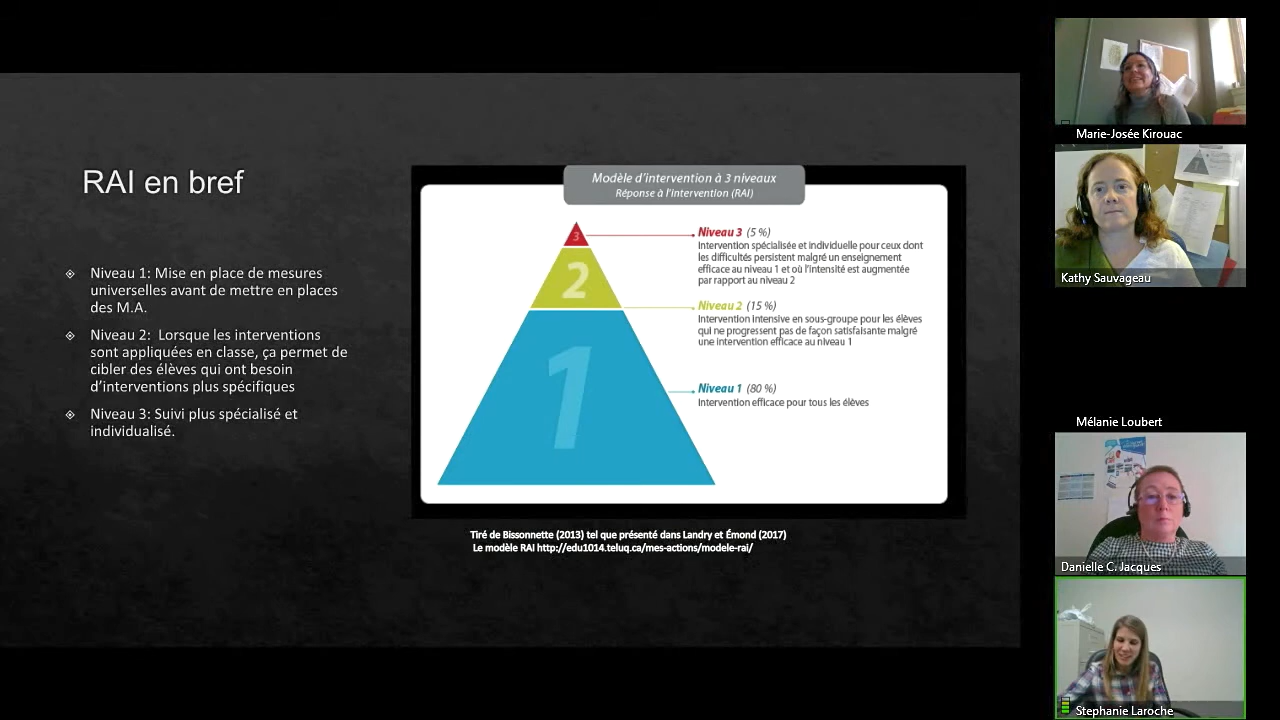 RAI en bref
Niveau 1: Mise en place de mesures
universelles avant de mettre en places
des M.A.
Niveau 2: Lorsque les interventions
sont appliquées en classe, ça permet de
cibler des élèves qui ont besoin
d'interventions plus spécifiques
Niveau 3: Suivi plus spécialisé et
individualisé.
Modèle d'intervention à 3 niveaux
Réponse à l'intervention (RAI)
3
2
1
Niveau 3 (5 %)
Intervention spécialisée et individuelle pour ceux dont
les difficultés persistent malgré un enseignement
efficace au niveau 1 et où l'intensité est augmentée
par rapport au niveau 2
Niveau 2 (15 %)
Intervention intensive en sous-groupe pour les élèves
qui ne progressent pas de façon satisfaisante malgré
une intervention efficace au niveau 1
Niveau 1 (80 %)
Intervention efficace pour tous les élèves
Tiré de Bissonnette (2013) tel que présenté dans Landry et Émond (2017)
Le modèle RAI http://edu1014.teluq.ca/mes-actions/modele-rai/
Marie-Josée Kirouac
Kathy Sauvageau
Mélanie Loubert
Danielle C. Jacques
Stephanie Laroche